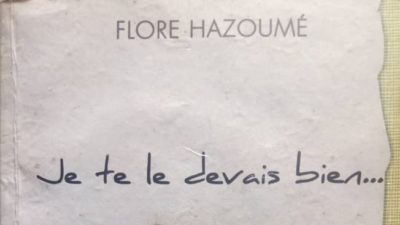 FLORE HAZOUMÉ
Je te le devais bien...